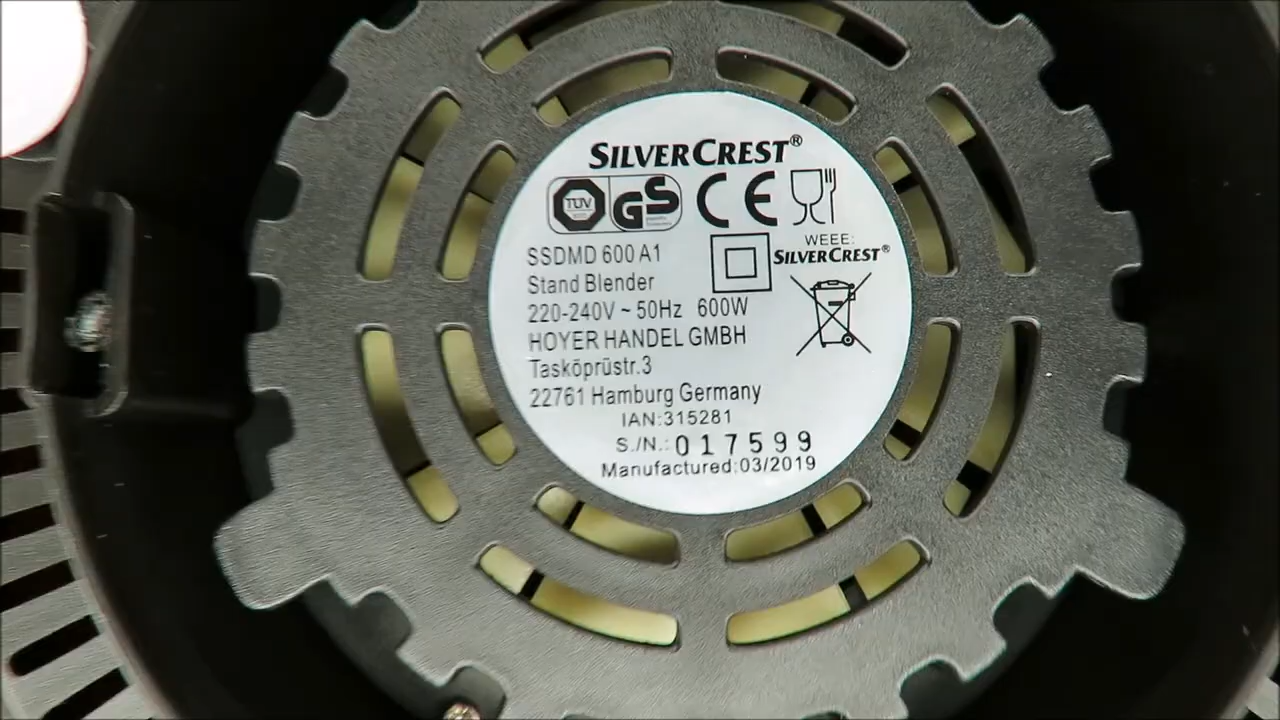 SILVERCREST®
TÜV GS CE
SSDMD 600 A1
WEEE:
SILVERCREST®
Stand Blender
220-240V ~ 50Hz 600W
HOYER HANDEL GMBH
Tasköprüstr.3
22761 Hamburg Germany
IAN:315281
S./N.: 017599
Manufactured:03/2019